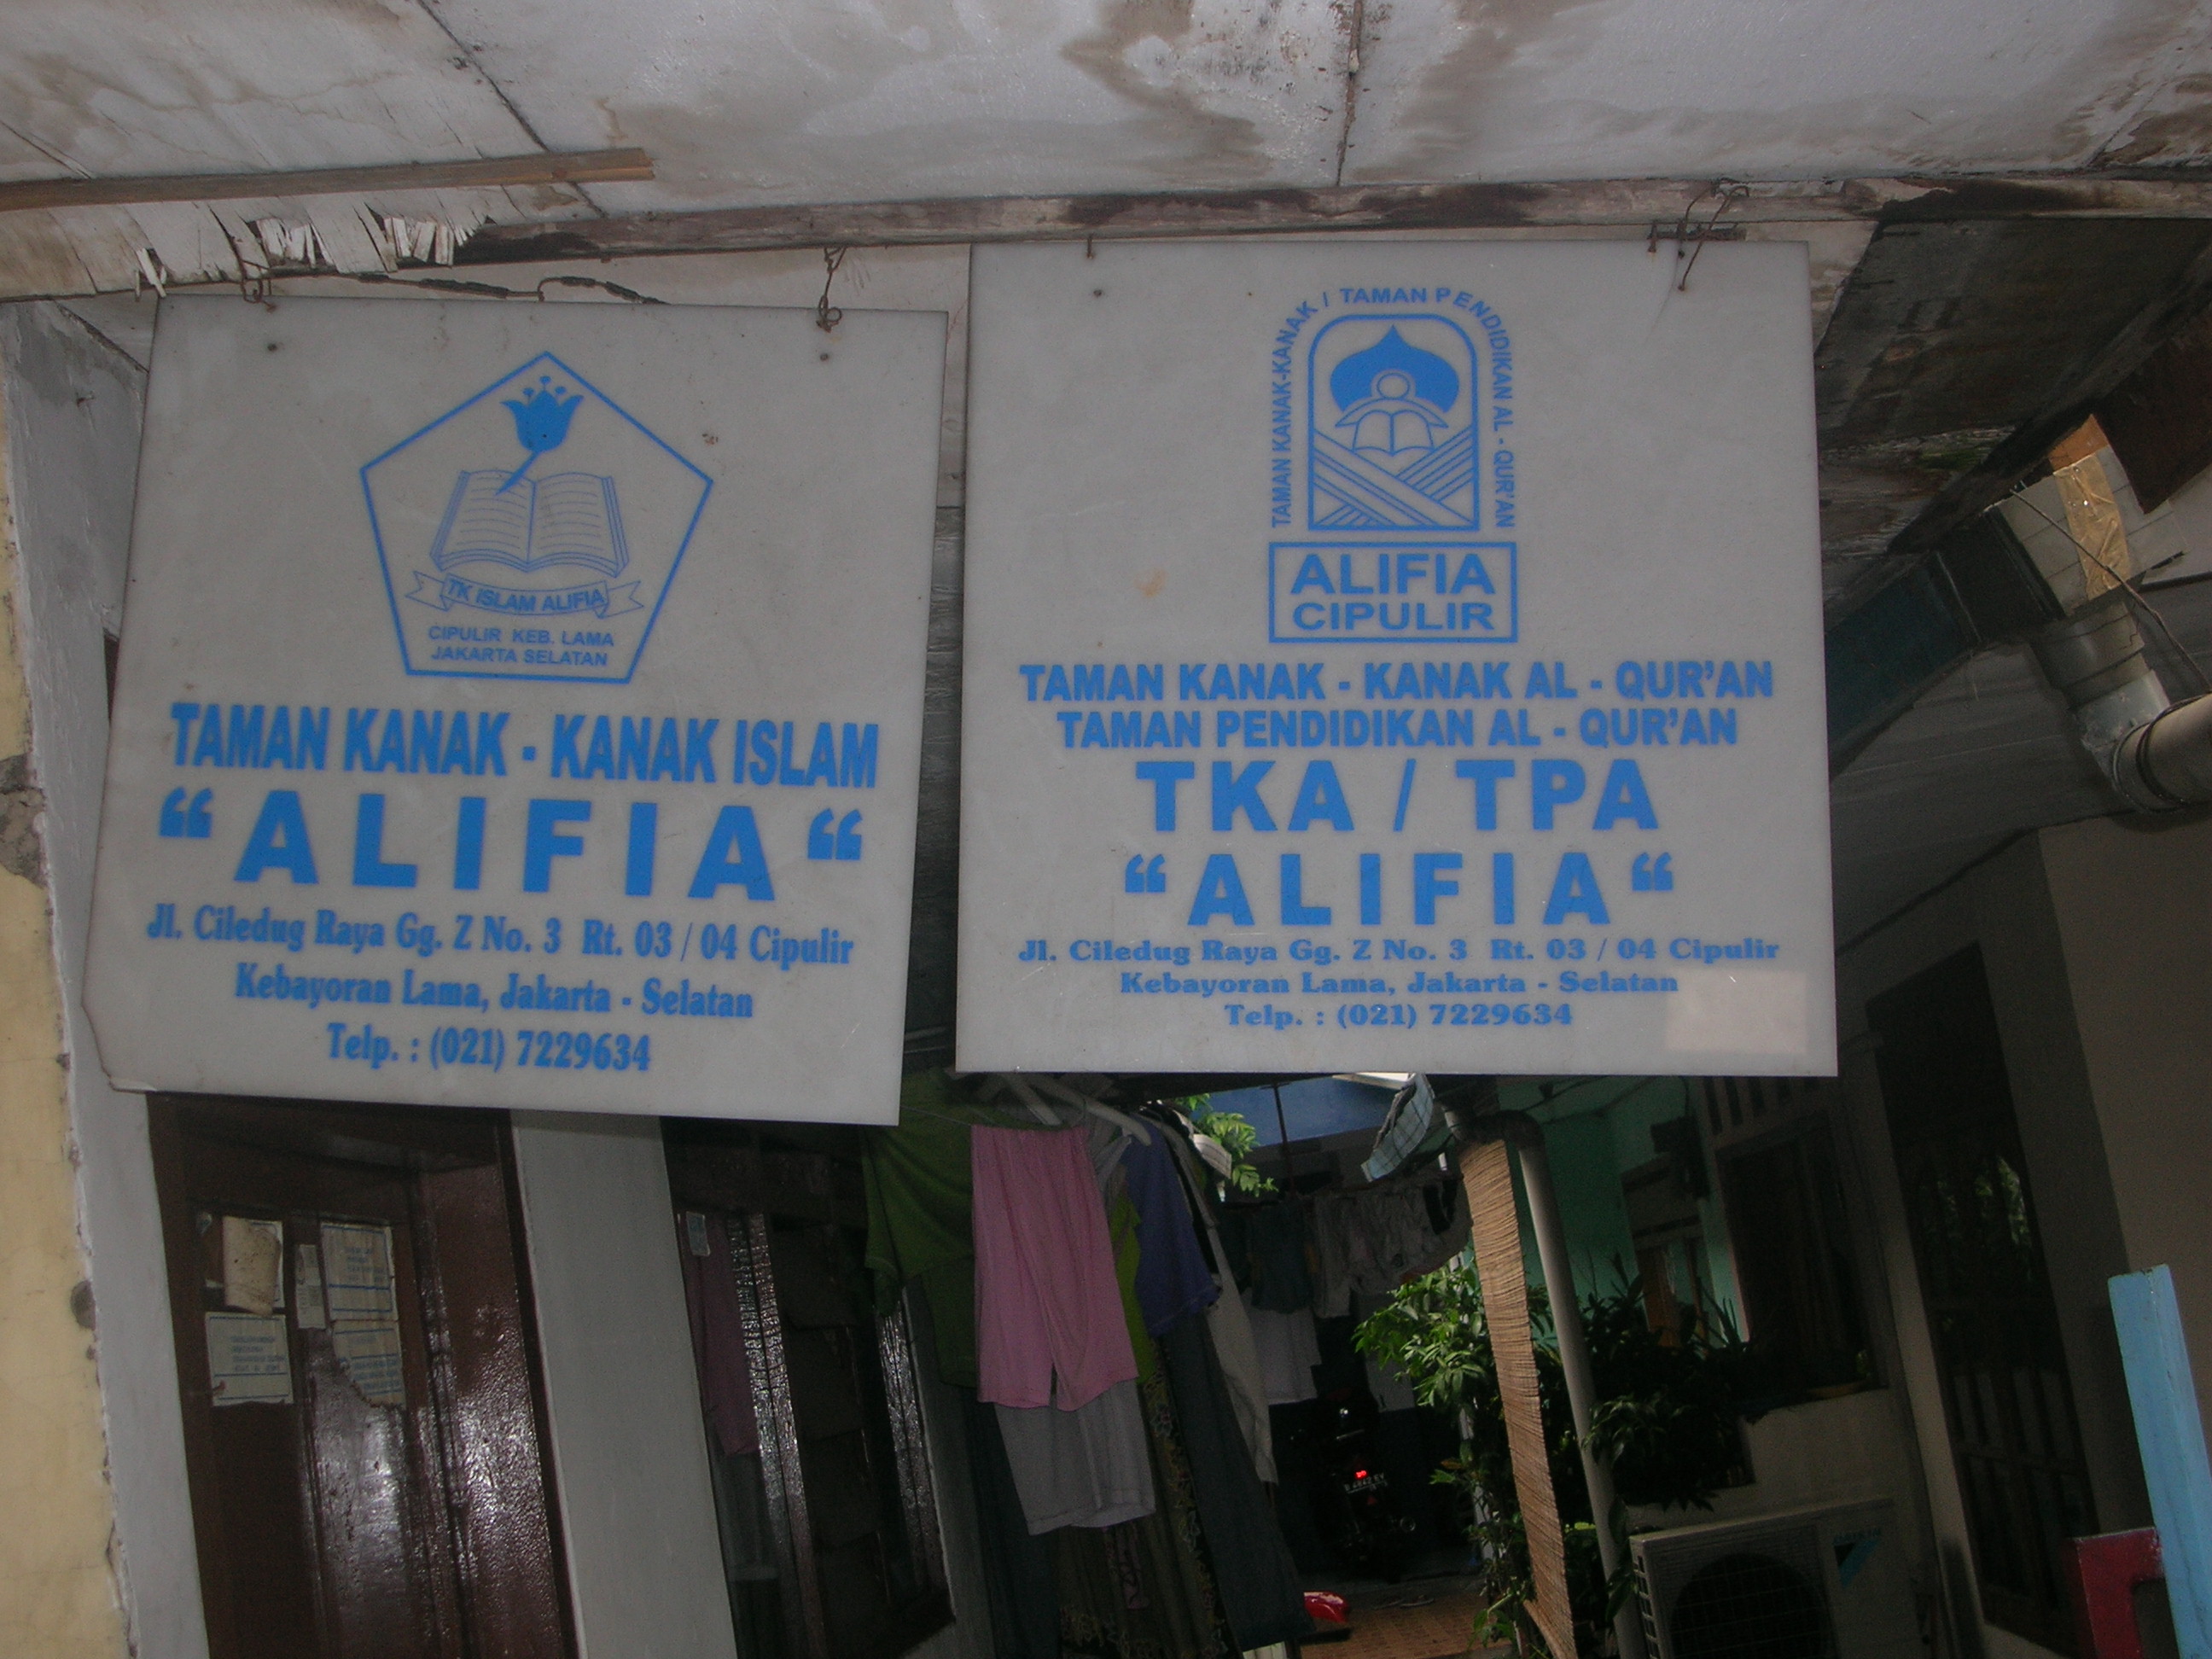 TK ISLAM ALIFIA
CIPULIR KEB. LAMA
JAKARTA SELATAN
TAMAN KANAK - KANAK ISLAM
“ ALIFIA “
Jl. Ciledug Raya Gg. Z No. 3 Rt. 03 / 04 Cipulir
Kebayoran Lama, Jakarta - Selatan
Telp. : (021) 7229634
TAMAN KANAK-KANAK / TAMAN PENDIDIKAN AL - QUR'AN
ALIFIA
CIPULIR
TAMAN KANAK - KANAK AL - QUR'AN
TAMAN PENDIDIKAN AL - QUR'AN
TKA / TPA
“ ALIFIA “
Jl. Ciledug Raya Gg. Z No. 3 Rt. 03 / 04 Cipulir
Kebayoran Lama, Jakarta - Selatan
Telp. : (021) 7229634
DAIKIN